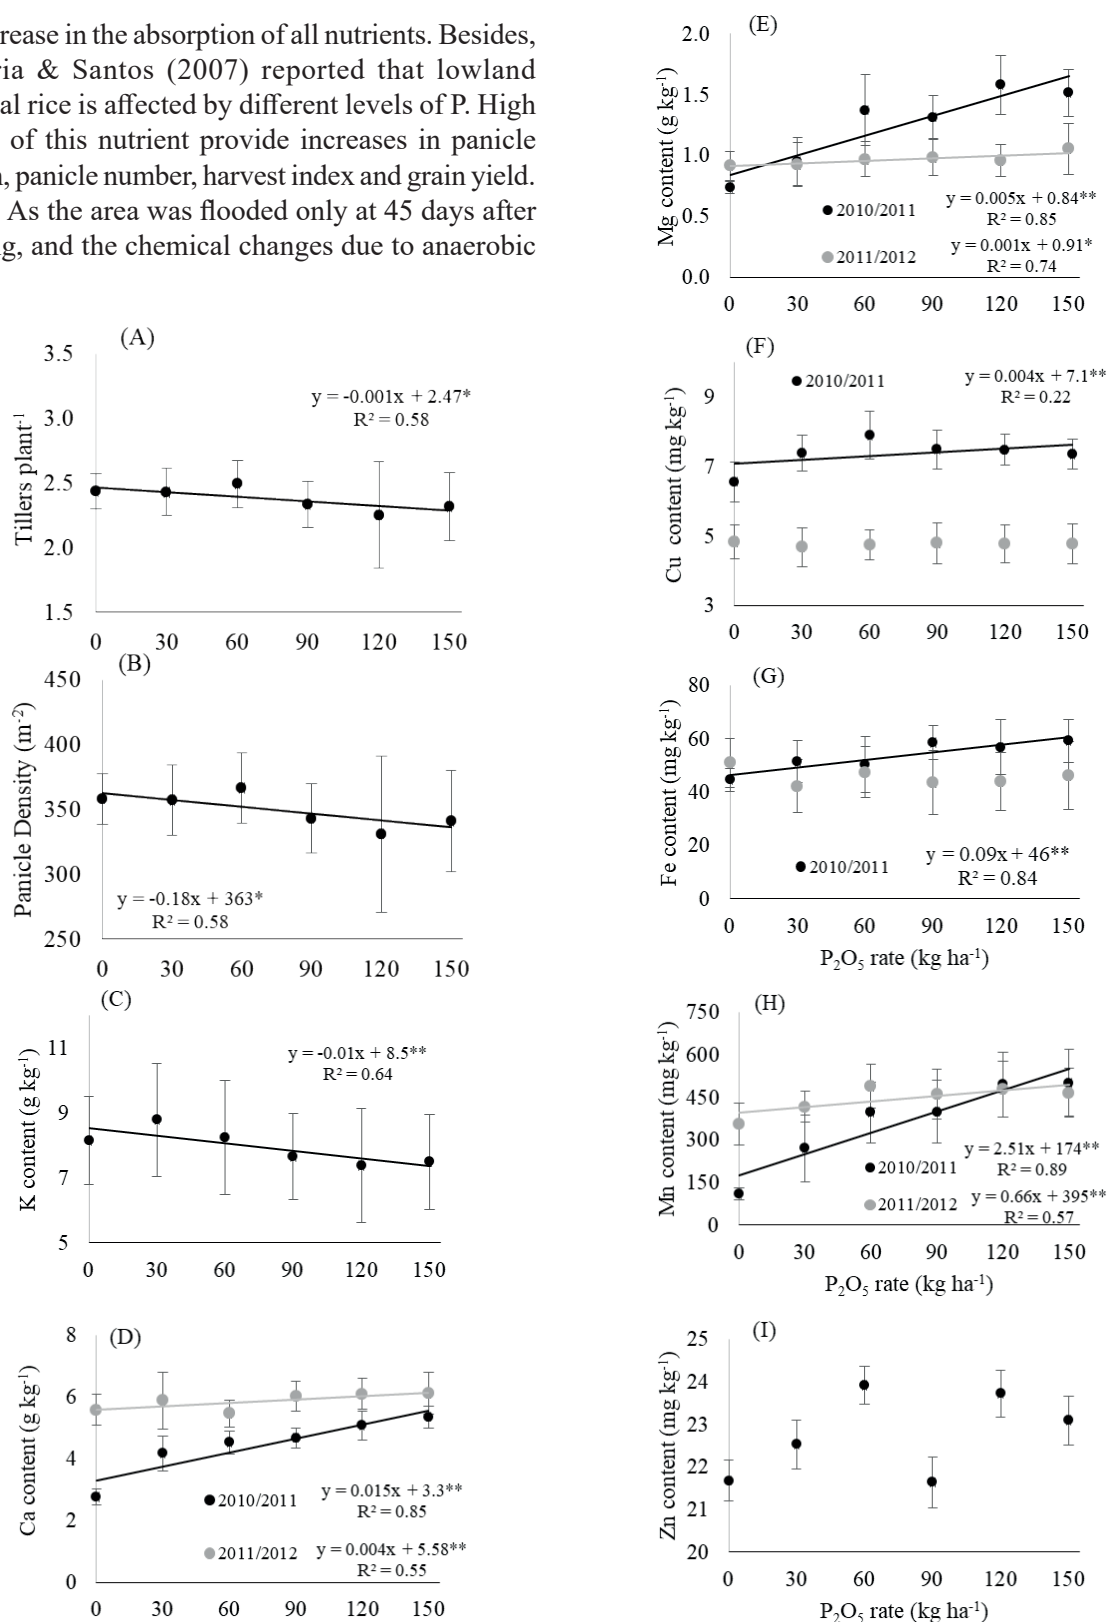 rease in the absorption of all nutrients. Besides,
ria & Santos (2007) reported that lowland
al rice is affected by different levels of P. High
of this nutrient provide increases in panicle
, panicle number, harvest index and grain yield.
As the area was flooded only at 45 days after
g, and the chemical changes due to anaerobic
(A)
3.5
3.0
2.5
2.0
1.5
Tillers plant⁻¹
y = -0.001x + 2.47*
R² = 0.58
0 30 60 90 120 150
(B)
450
400
350
300
250
Panicle Density (m⁻²)
y = -0.18x + 363*
R² = 0.58
0 30 60 90 120 150
(C)
11
9
7
5
K content (g kg⁻¹)
y = -0.01x + 8.5**
R² = 0.64
0 30 60 90 120 150
(D)
8
6
4
2
0
Ca content (g kg⁻¹)
2010/2011 y = 0.015x + 3.3**
R² = 0.85
2011/2012 y = 0.004x + 5.58**
R² = 0.55
0 30 60 90 120 150
(E)
2.0
1.5
1.0
0.5
0.0
Mg content (g kg⁻¹)
y = 0.005x + 0.84**
2010/2011 R² = 0.85
y = 0.001x + 0.91*
2011/2012 R² = 0.74
0 30 60 90 120 150
(F)
9
7
5
3
Cu content (mg kg⁻¹)
2010/2011 y = 0.004x + 7.1**
R² = 0.22
0 30 60 90 120 150
(G)
80
60
40
20
0
Fe content (mg kg⁻¹)
y = 0.09x + 46**
2010/2011 R² = 0.84
0 30 60 90 120 150
P₂O₅ rate (kg ha⁻¹)
(H)
750
600
450
300
150
0
Mn content (mg kg⁻¹)
y = 2.51x + 174**
2010/2011 R² = 0.89
2011/2012 y = 0.66x + 395**
R² = 0.57
0 30 60 90 120 150
P₂O₅ rate (kg ha⁻¹)
(I)
25
24
23
22
21
20
Zn content (mg kg⁻¹)
0 30 60 90 120 150
P₂O₅ rate (kg ha⁻¹)